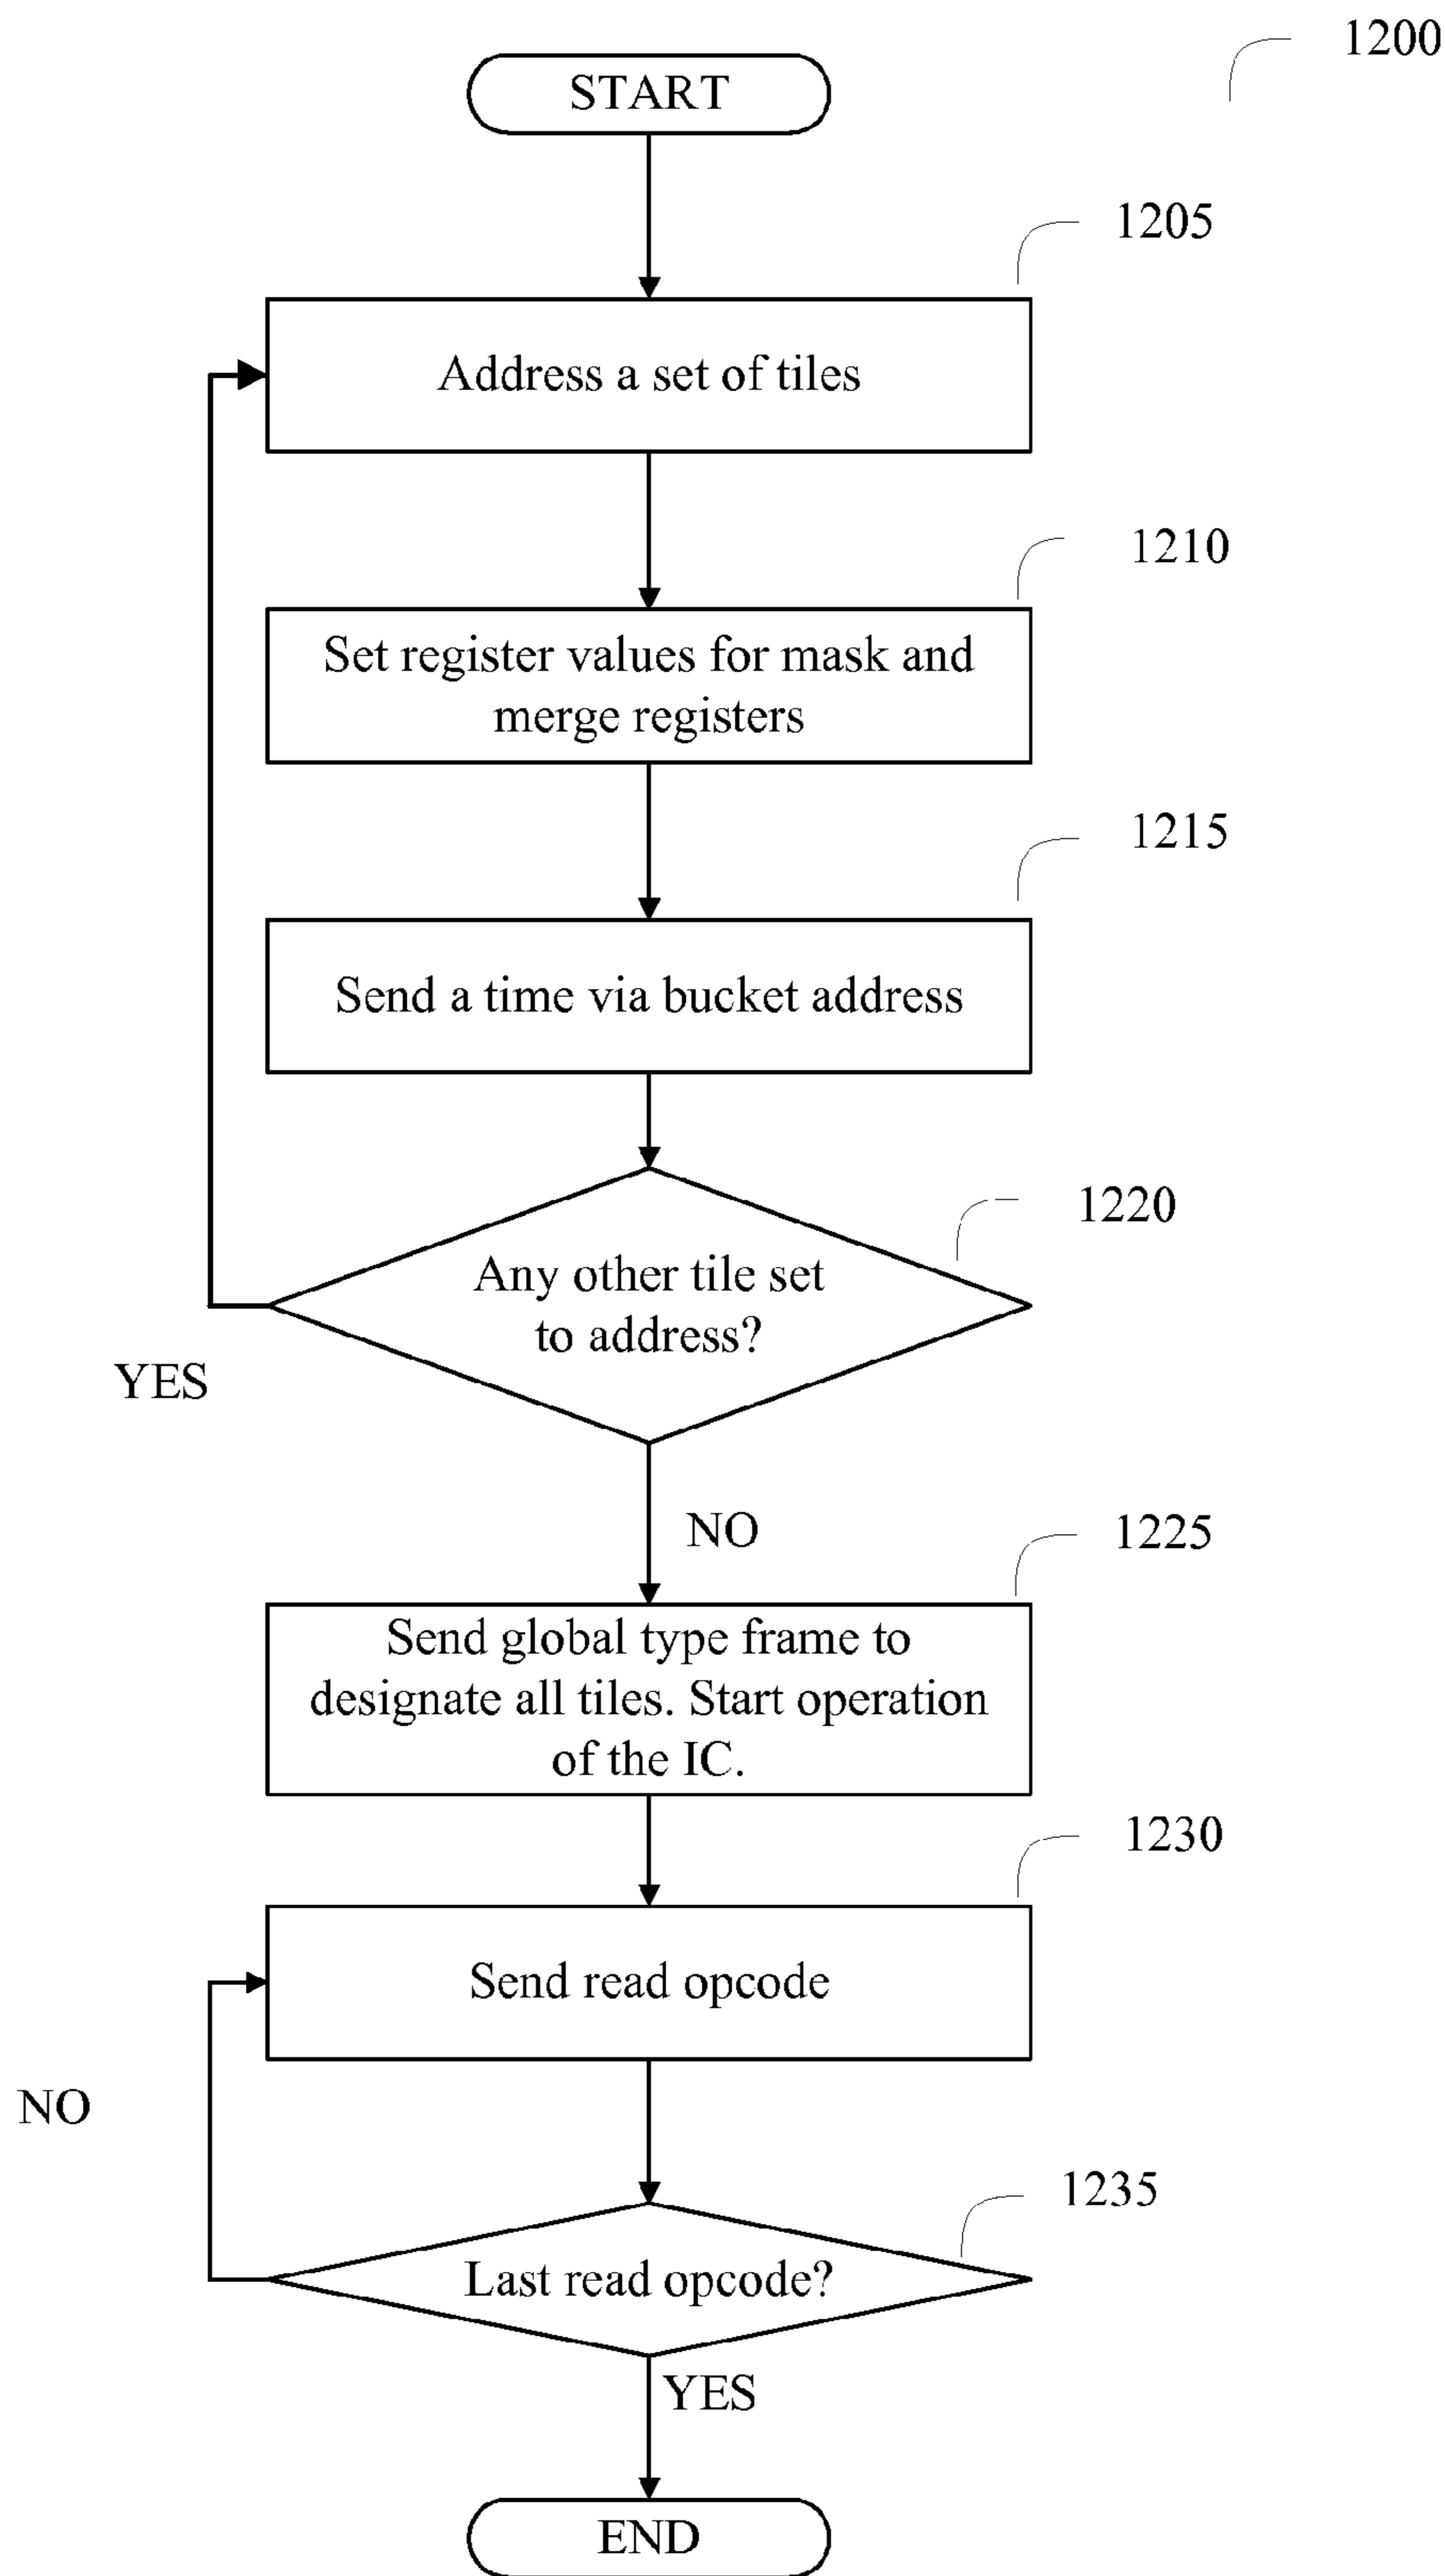 1200
START
1205
Address a set of tiles
1210
Set register values for mask and
merge registers
1215
Send a time via bucket address
1220
Any other tile set
to address?
YES
NO
1225
Send global type frame to
designate all tiles. Start operation
of the IC.
1230
Send read opcode
NO
1235
Last read opcode?
YES
END